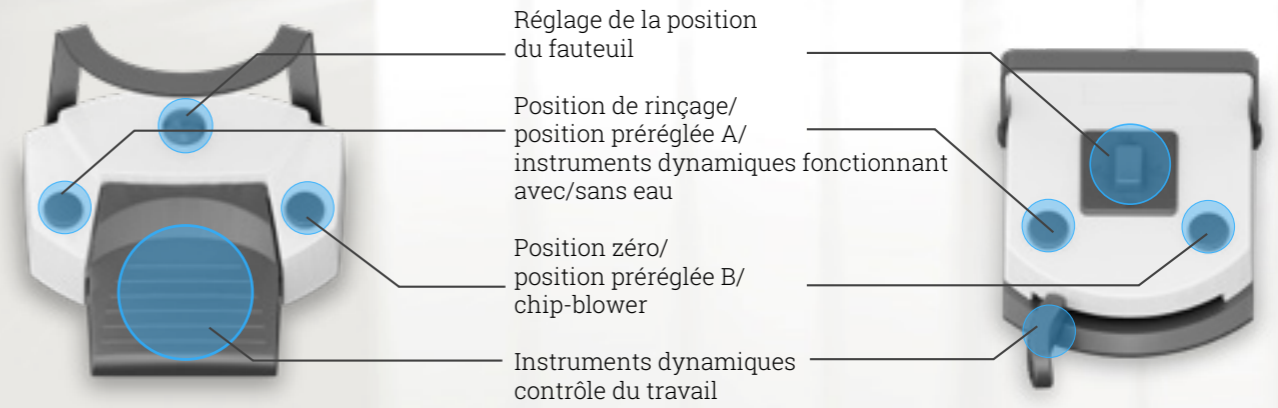 Réglage de la position
du fauteuil
Position de rinçage/
position préréglée A/
instruments dynamiques fonctionnant
avec/sans eau
Position zéro/
position préréglée B/
chip-blower
Instruments dynamiques
contrôle du travail